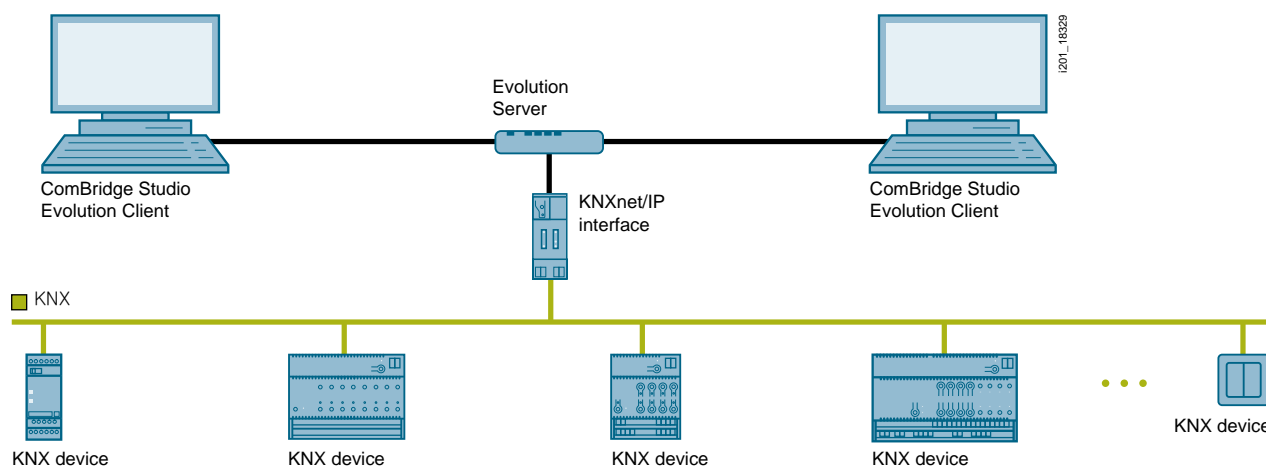 i201_18329
Evolution
Server
ComBridge Studio
Evolution Client
ComBridge Studio
Evolution Client
KNXnet/IP
interface
KNX
KNX device
KNX device
KNX device
KNX device
KNX device